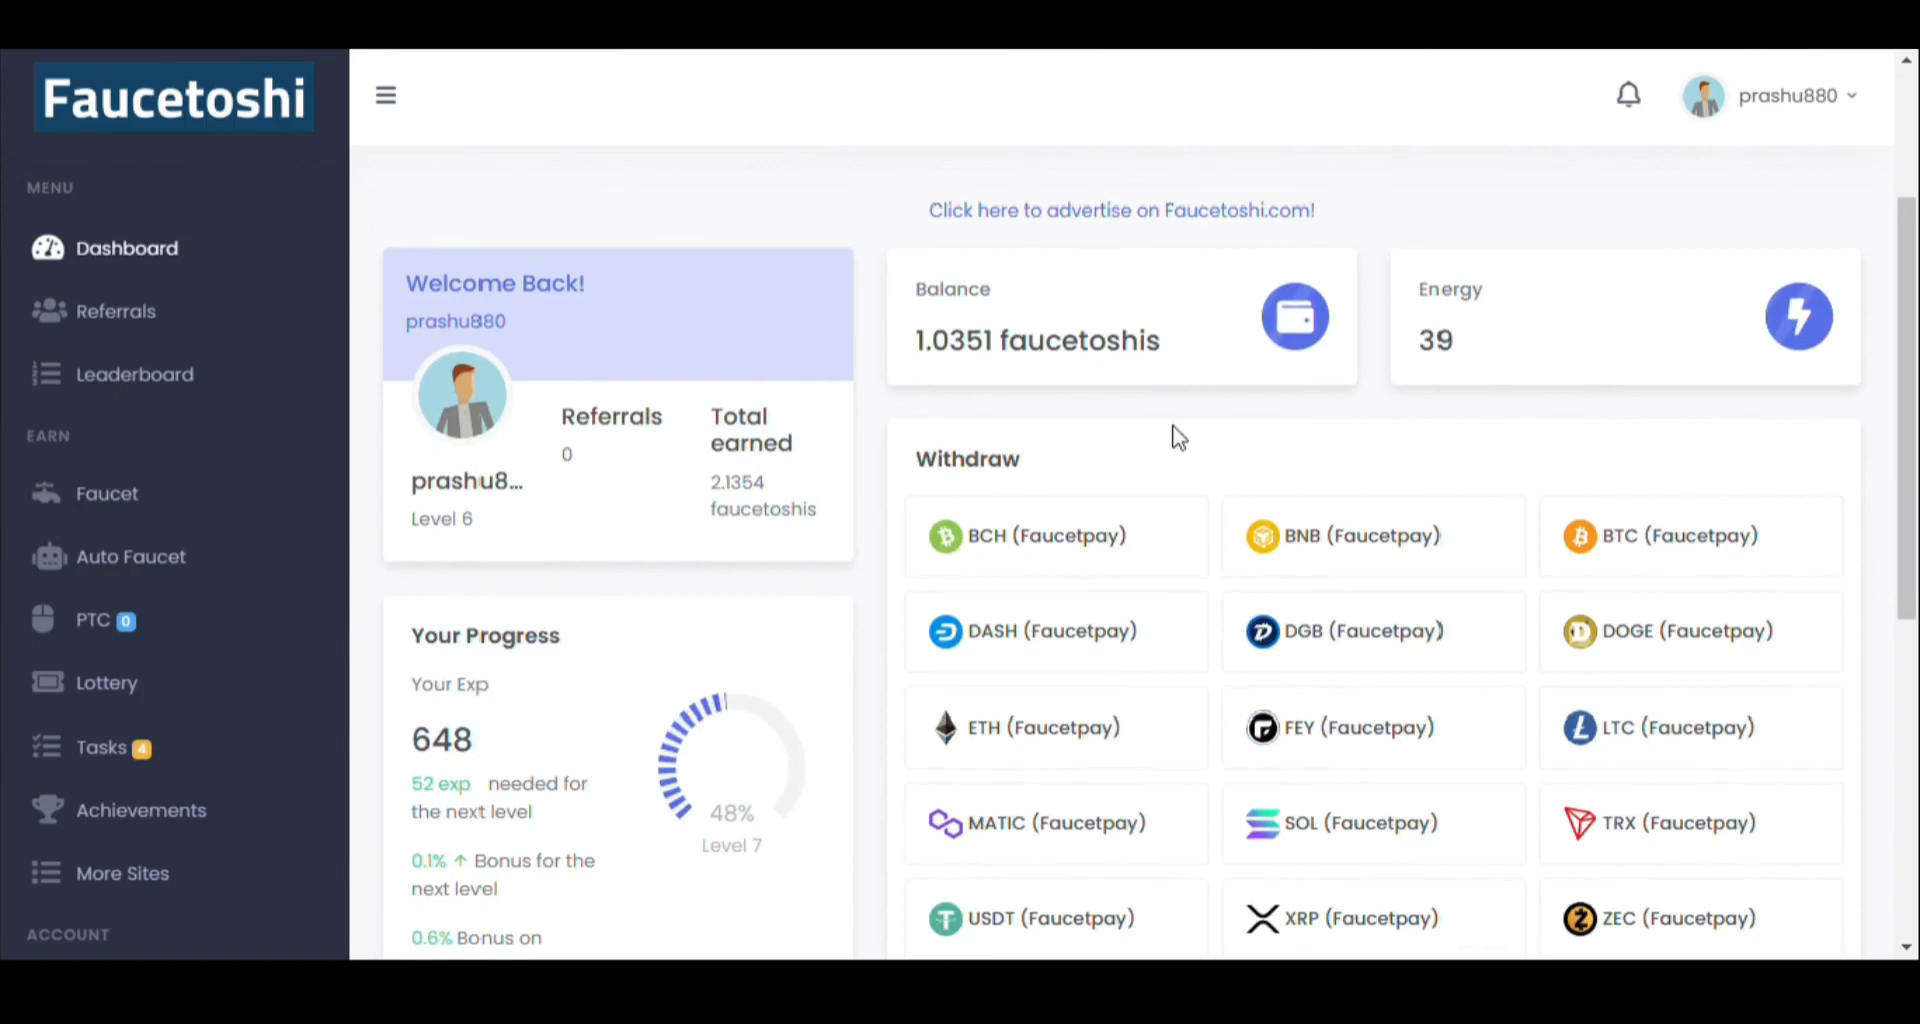 Faucetoshi
MENU
Dashboard
Referrals
Leaderboard
EARN
Faucet
Auto Faucet
PTC 0
Lottery
Tasks 4
Achievements
More Sites
ACCOUNT
prashu880
Click here to advertise on Faucetoshi.com!
Welcome Back!
prashu880
prashu8...
Level 6
Referrals
0
Total
earned
2.1354
faucetoshis
Balance
1.0351 faucetoshis
Energy
39
Your Progress
Your Exp
648
52 exp needed for
the next level
0.1% ↑ Bonus for the
next level
0.6% Bonus on
48%
Level 7
Withdraw
BCH (Faucetpay)
BNB (Faucetpay)
BTC (Faucetpay)
DASH (Faucetpay)
DGB (Faucetpay)
DOGE (Faucetpay)
ETH (Faucetpay)
FEY (Faucetpay)
LTC (Faucetpay)
MATIC (Faucetpay)
SOL (Faucetpay)
TRX (Faucetpay)
USDT (Faucetpay)
XRP (Faucetpay)
ZEC (Faucetpay)